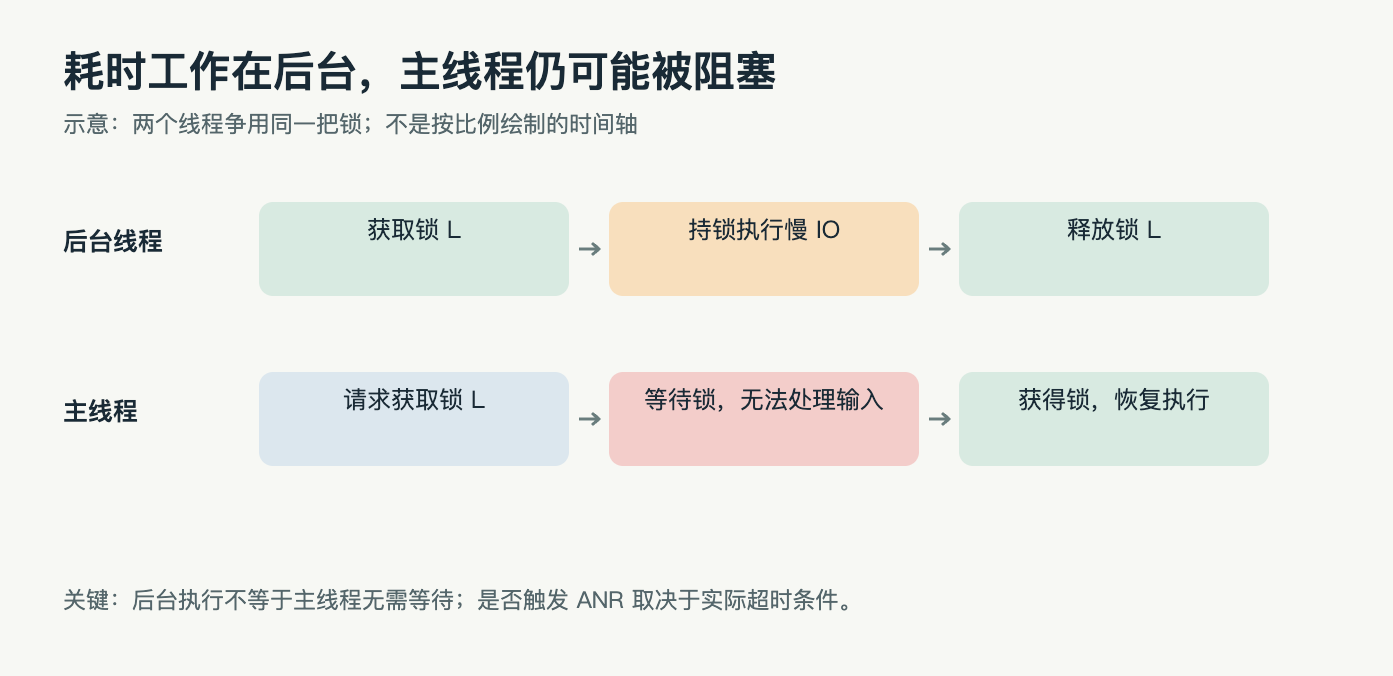 耗时工作在后台，主线程仍可能被阻塞
示意：两个线程争用同一把锁；不是按比例绘制的时间轴
后台线程
获取锁 L
→
持锁执行慢 IO
→
释放锁 L
主线程
请求获取锁 L
→
等待锁，无法处理输入
→
获得锁，恢复执行
关键：后台执行不等于主线程无需等待；是否触发 ANR 取决于实际超时条件。